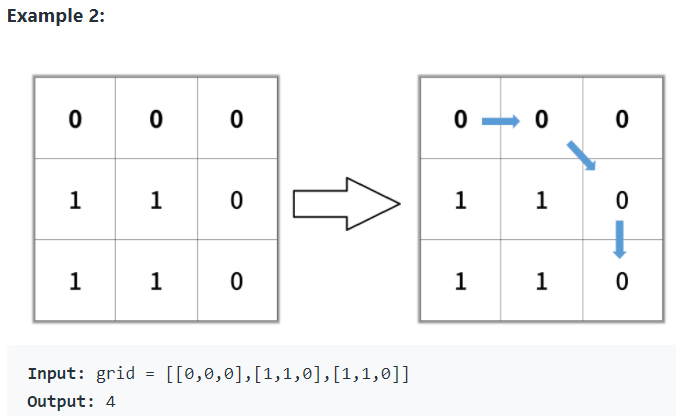 Example 2:
0 0 0 0 0 0
1 1 0 1 1 0
1 1 0 1 1 0
Input: grid = [[0,0,0],[1,1,0],[1,1,0]]
Output: 4